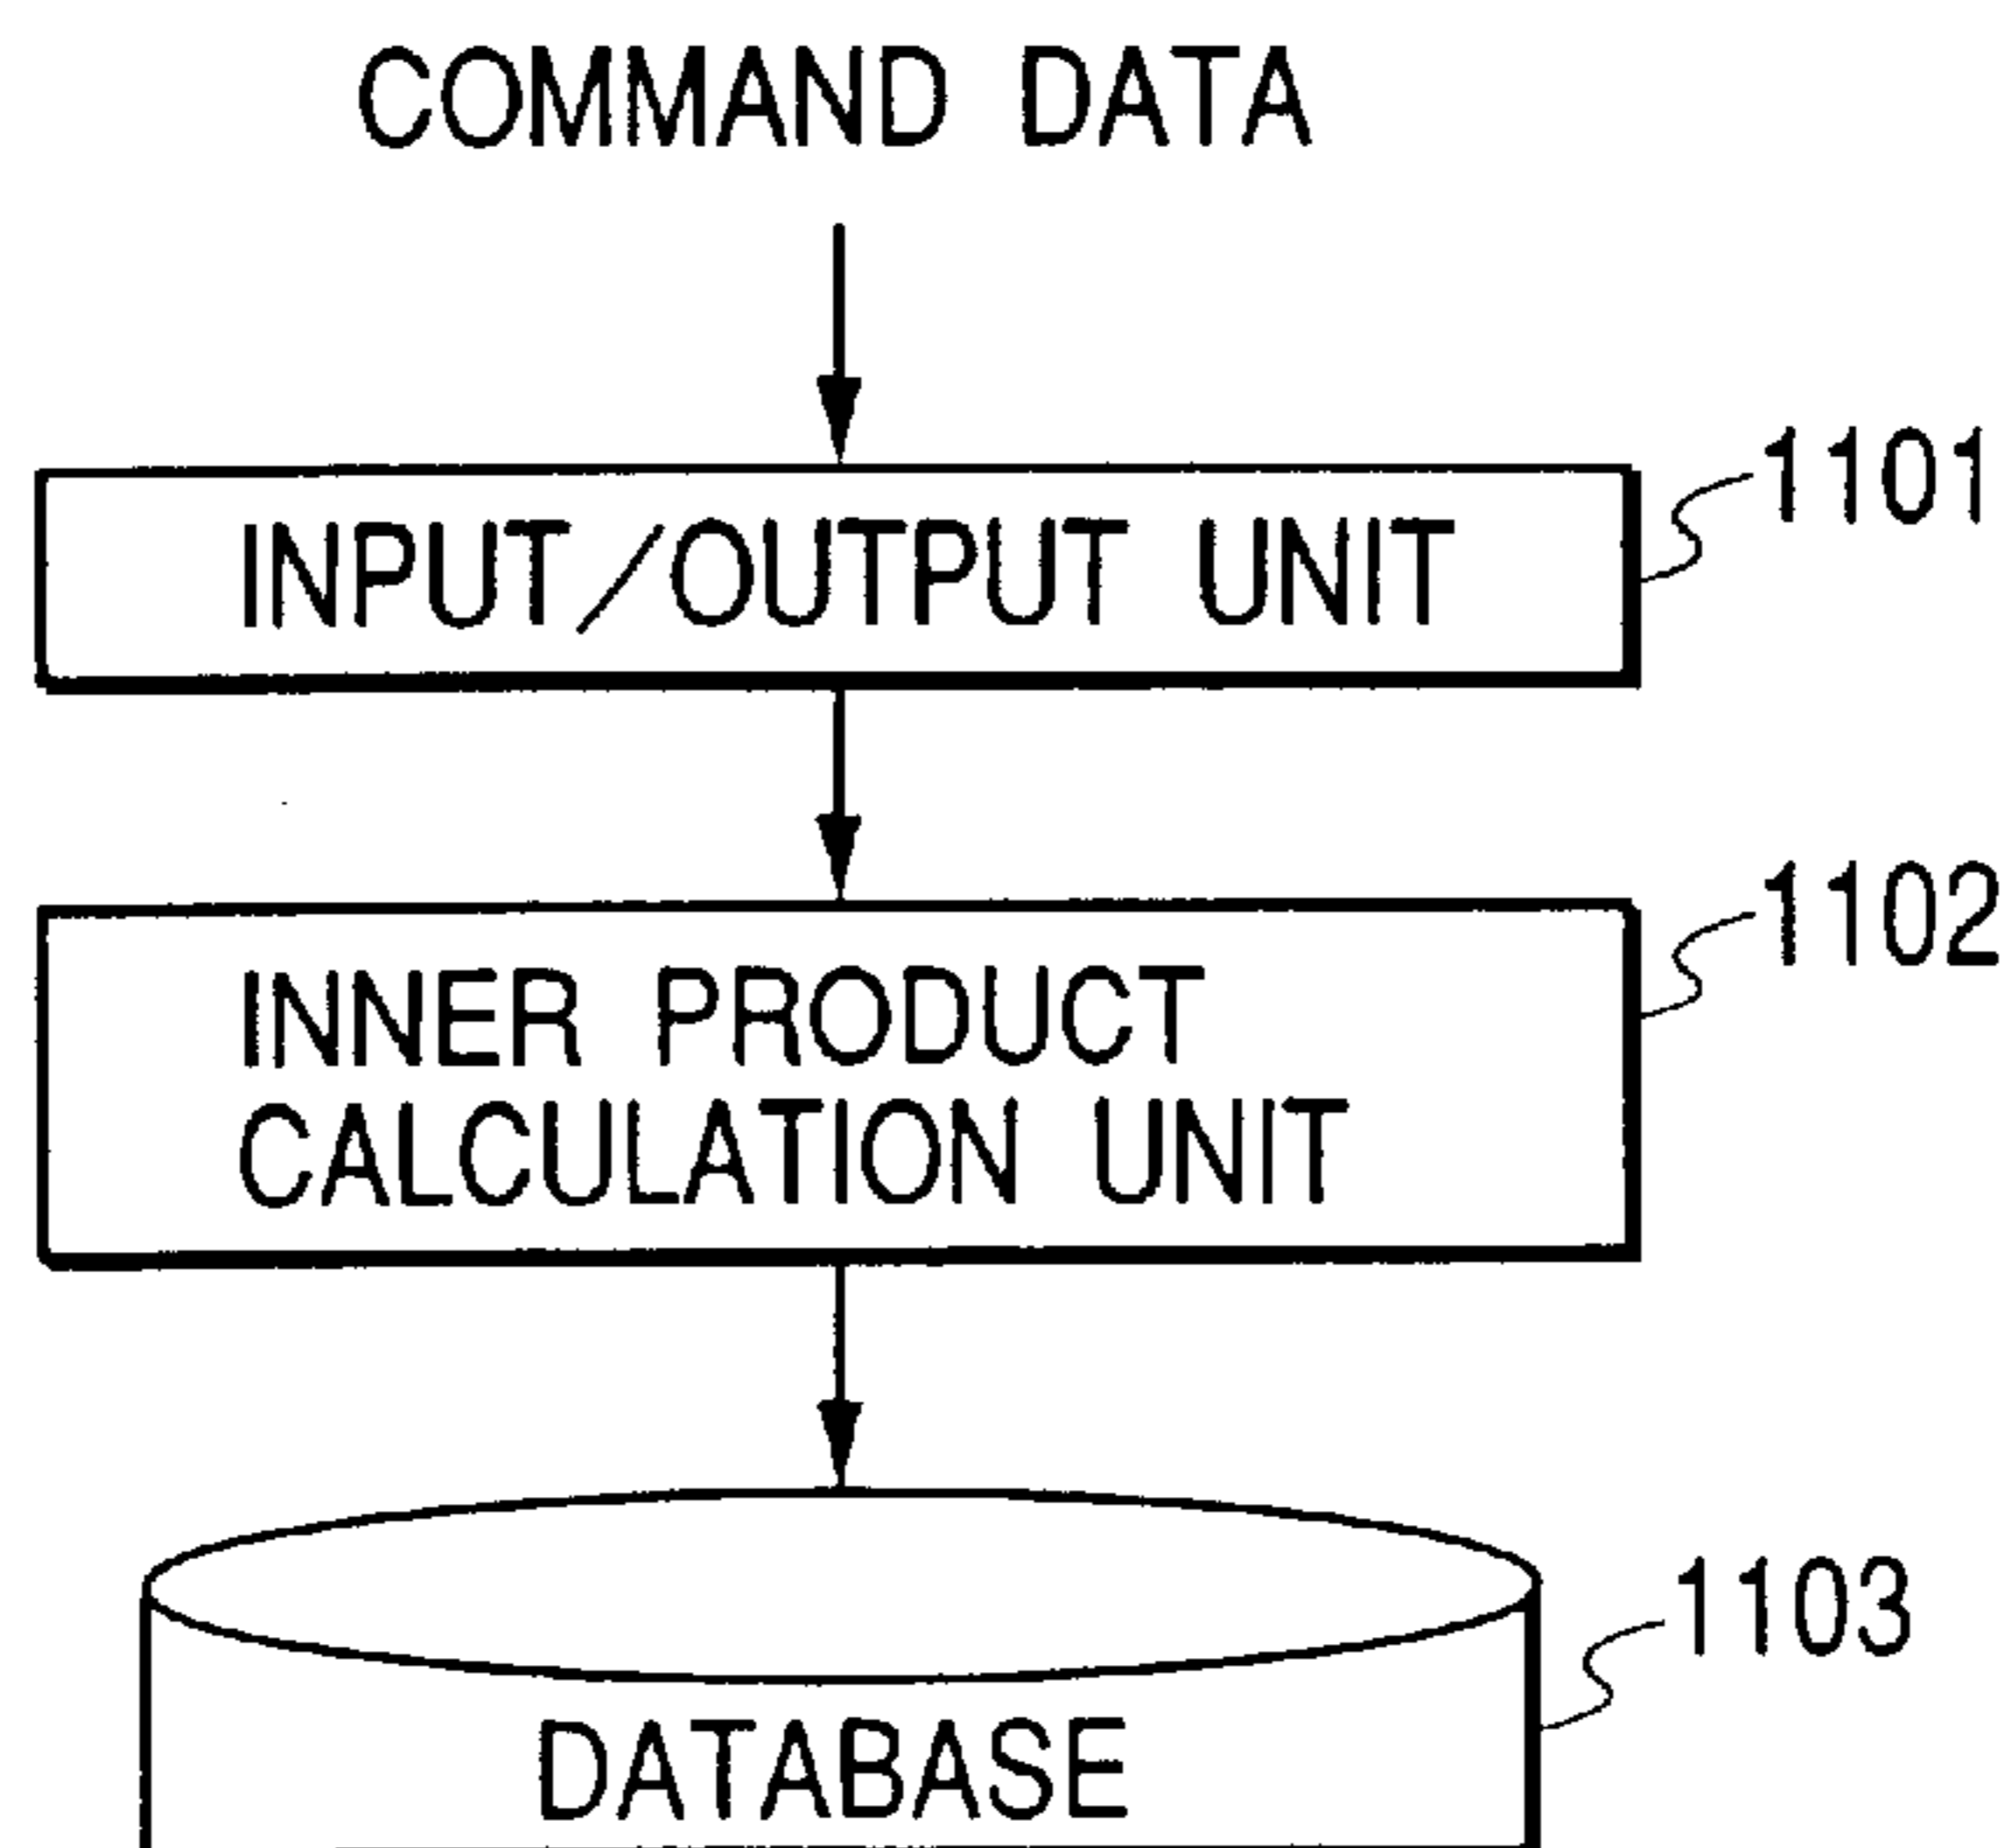 COMMAND DATA
1101
INPUT/OUTPUT UNIT
1102
INNER PRODUCT
CALCULATION UNIT
1103
DATABASE